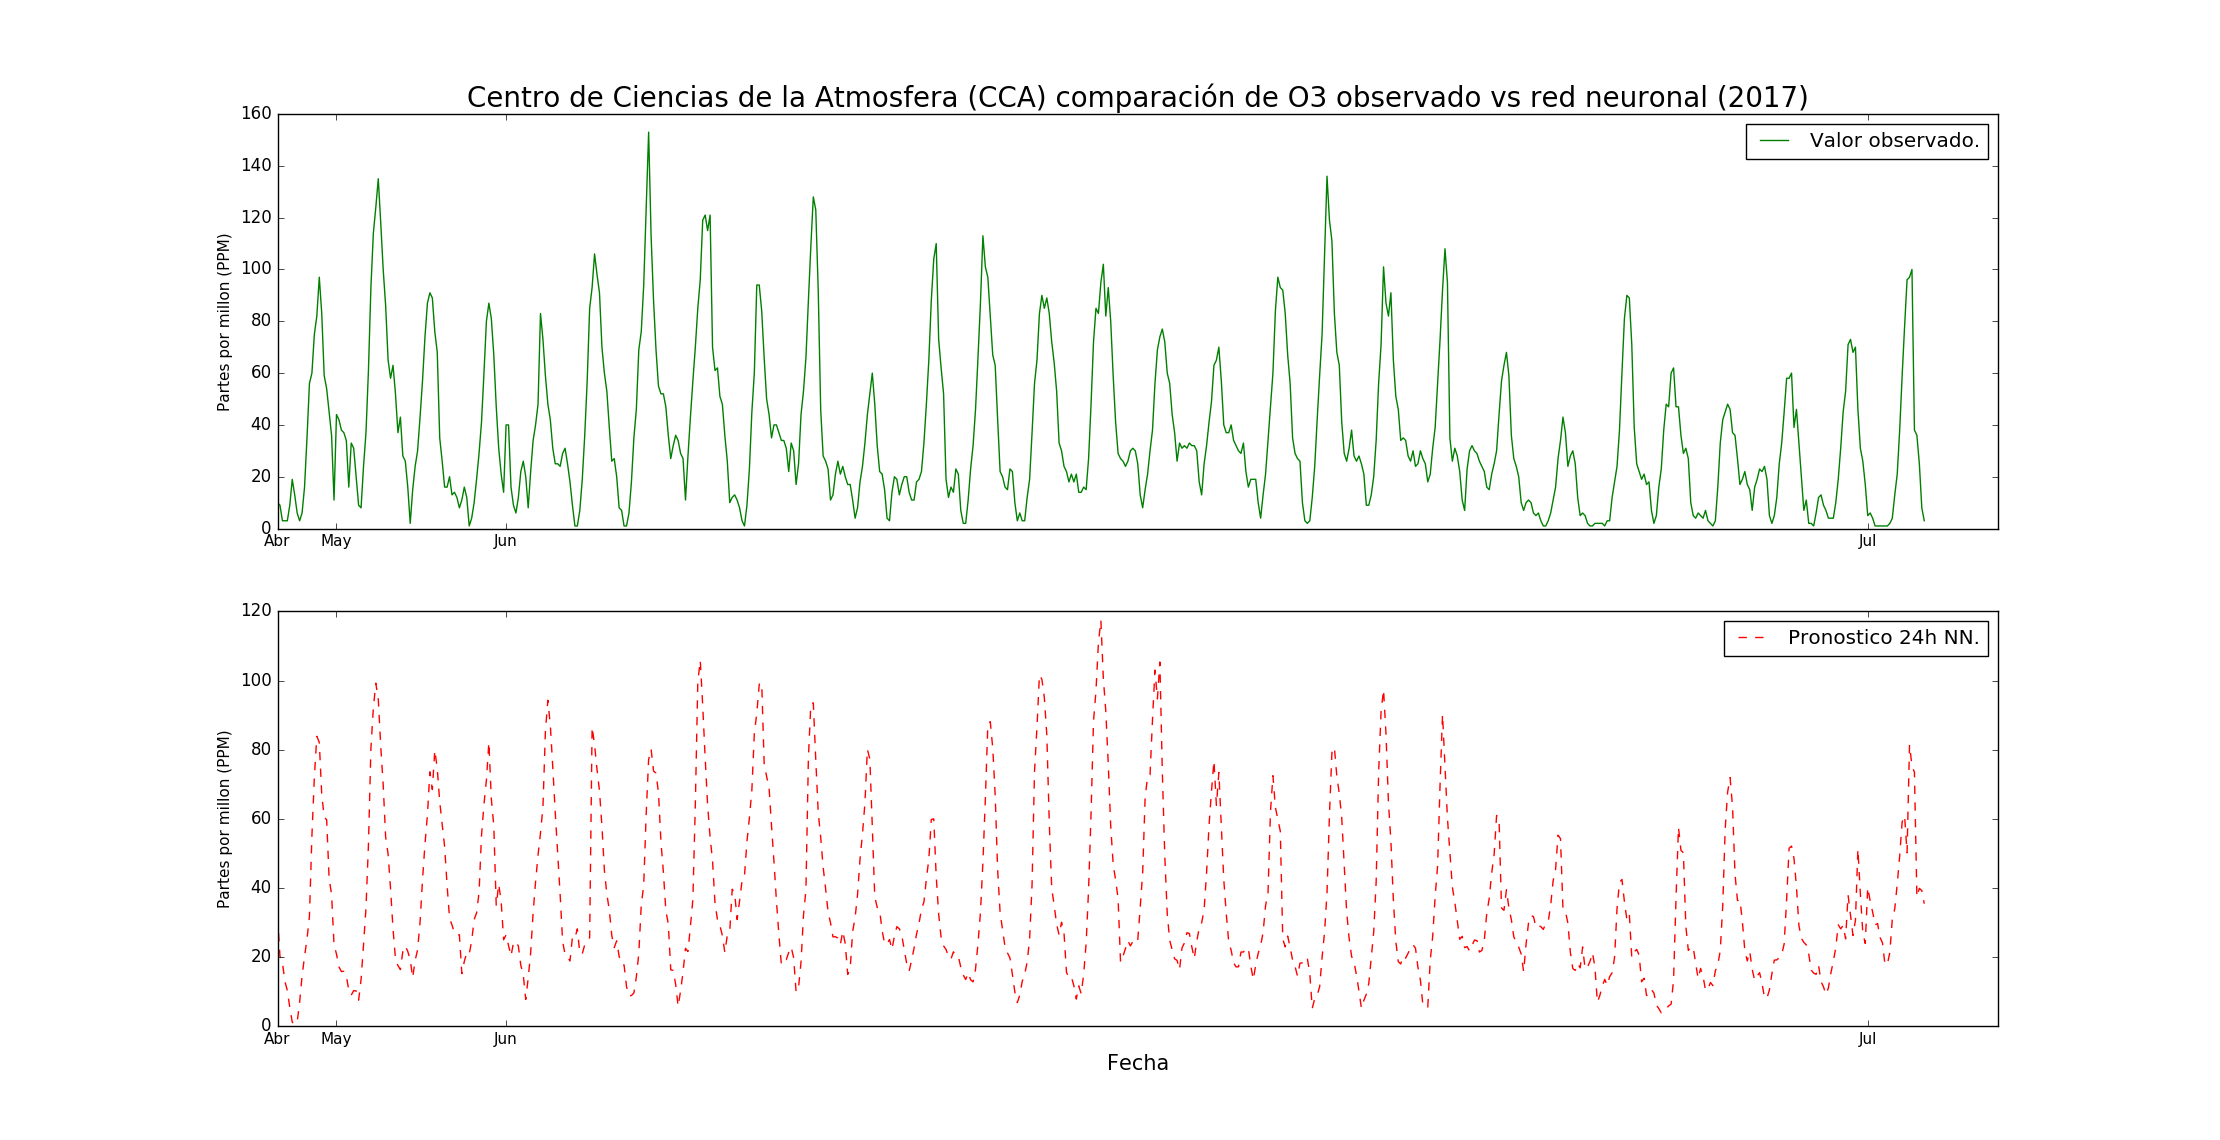 Centro de Ciencias de la Atmosfera (CCA) comparación de O3 observado vs red neuronal (2017)
160
140
120
100
80
60
40
20
0
Partes por millon (PPM)
Valor observado.
Abr May Jun Jul
120
100
80
60
40
20
0
Partes por millon (PPM)
Pronostico 24h NN.
Abr May Jun Jul
Fecha